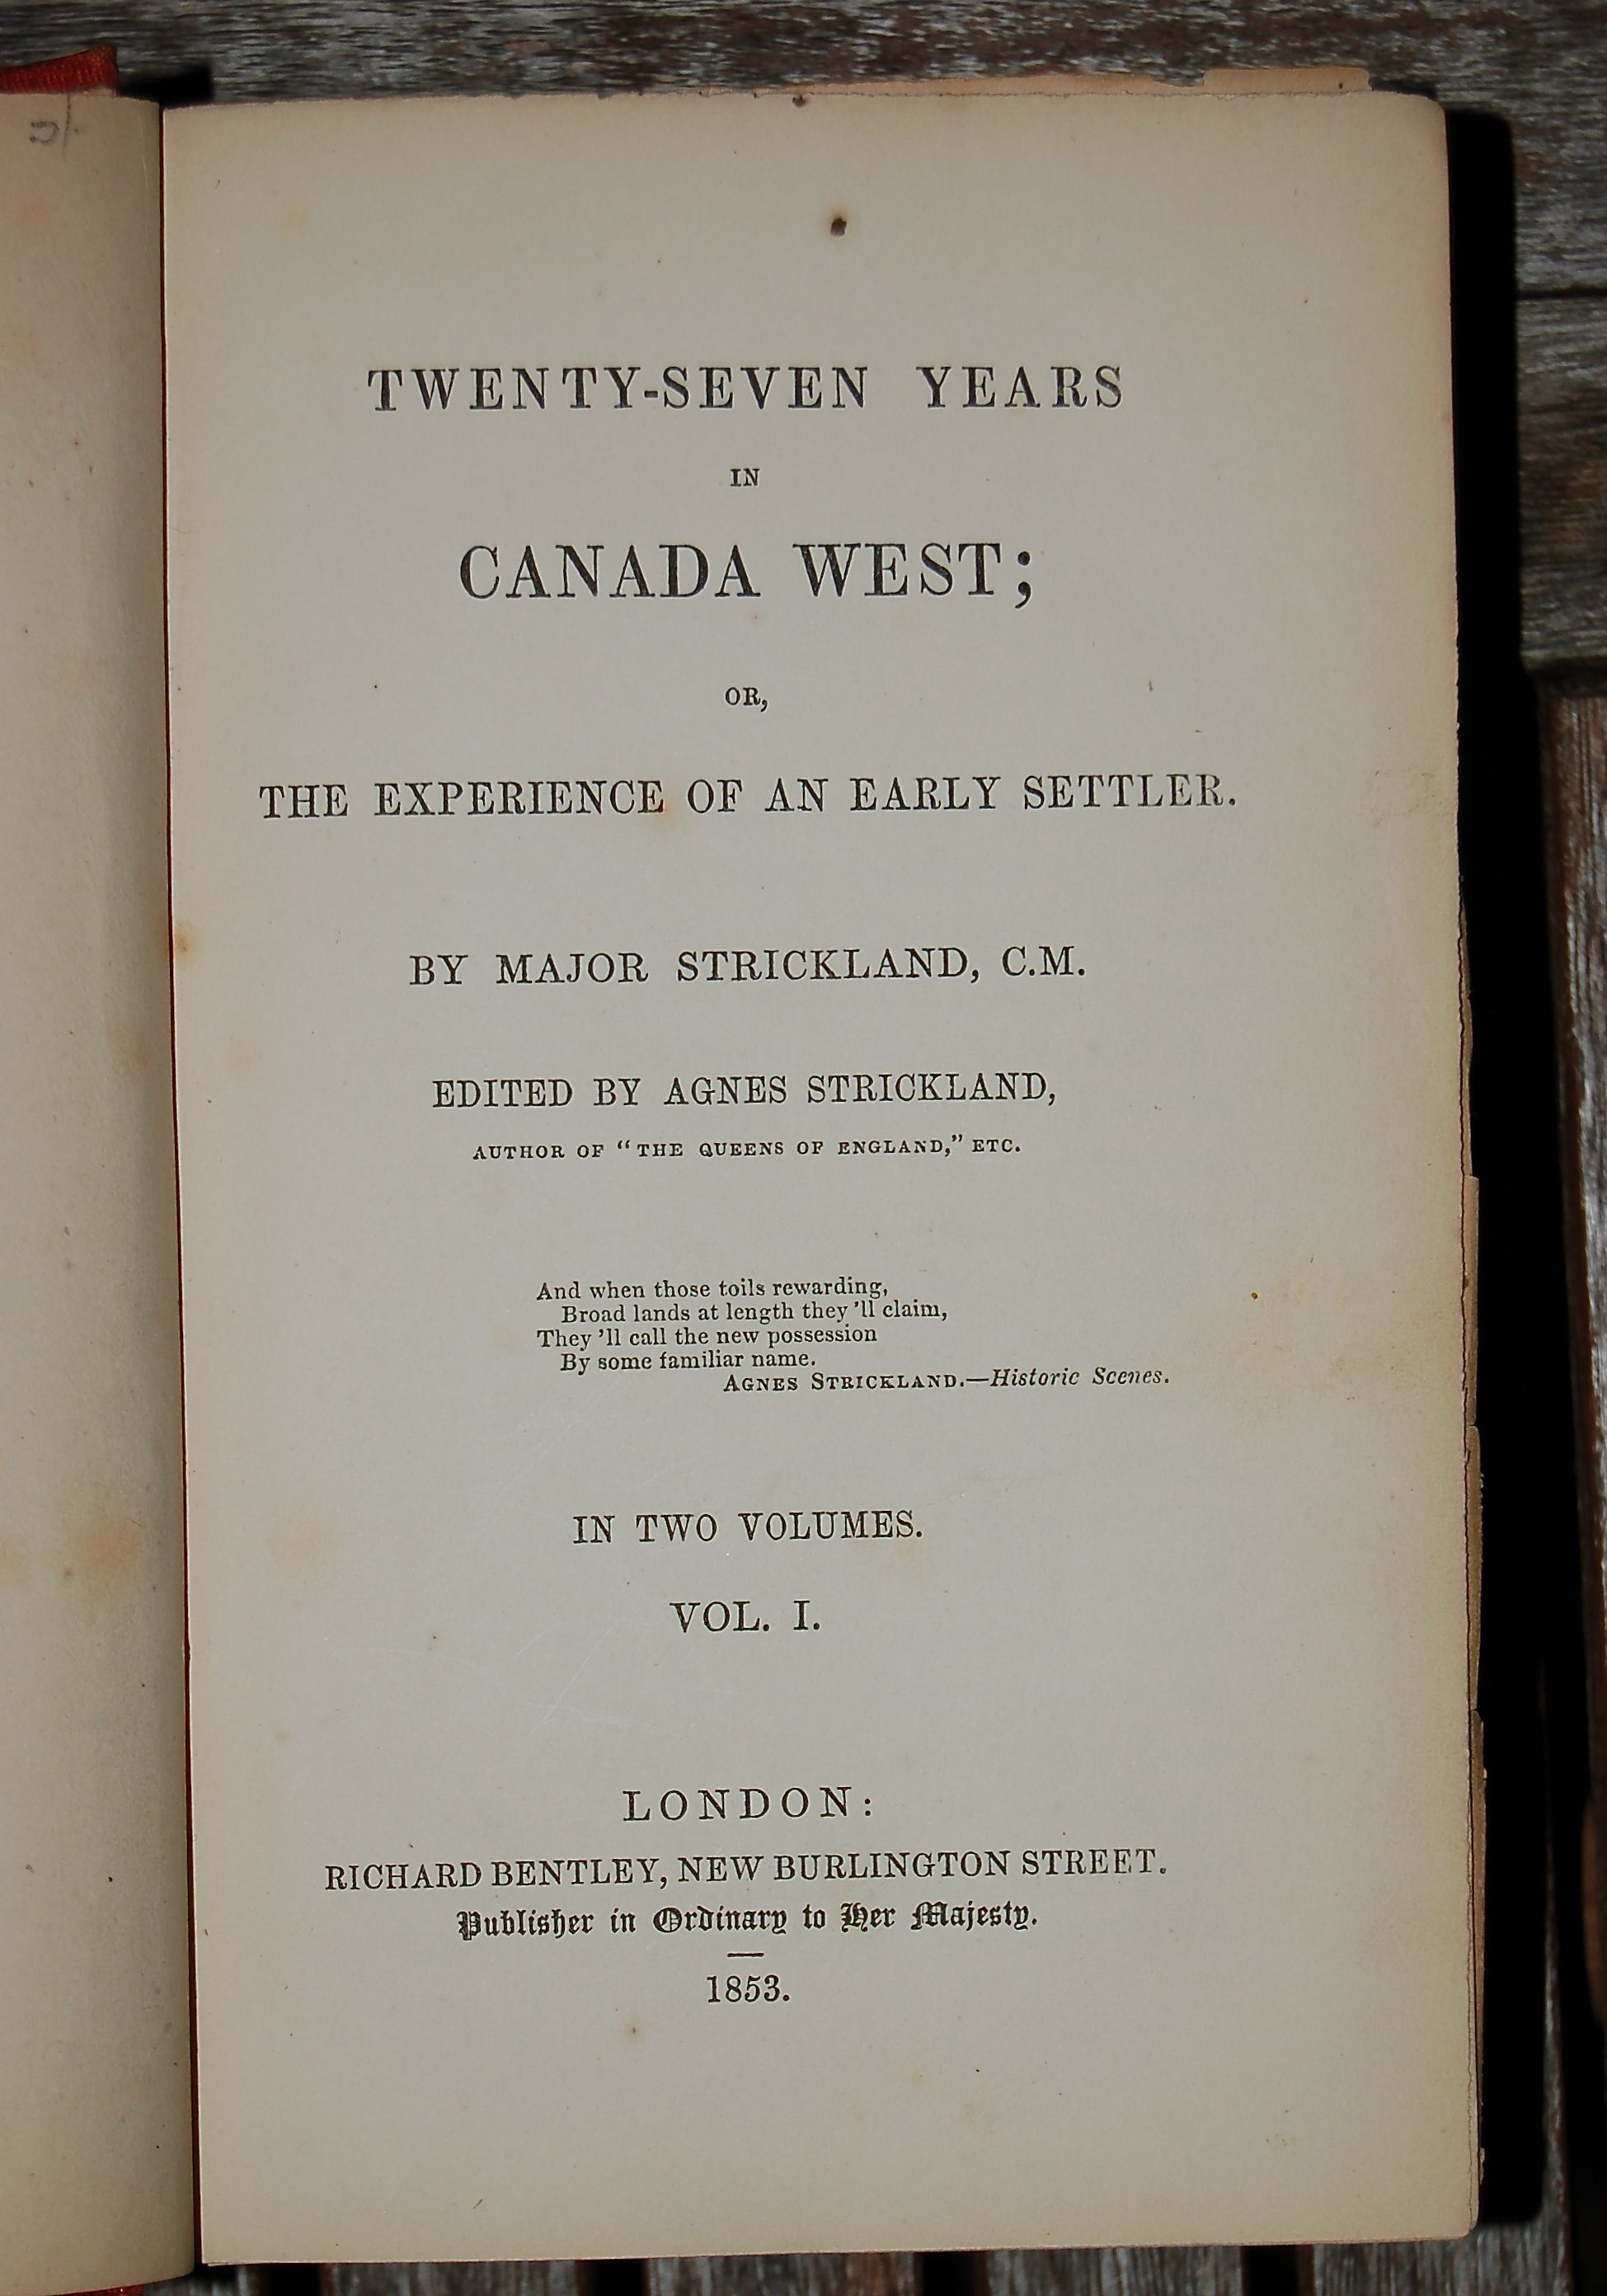 TWENTY-SEVEN YEARS
IN
CANADA WEST;
OR,
THE EXPERIENCE OF AN EARLY SETTLER.
BY MAJOR STRICKLAND, C.M.
EDITED BY AGNES STRICKLAND,
AUTHOR OF “THE QUEENS OF ENGLAND,” ETC.
And when those toils rewarding,
Broad lands at length they ’ll claim,
They ’ll call the new possession
By some familiar name.
AGNES STRICKLAND.—Historic Scenes.
IN TWO VOLUMES.
VOL. I.
LONDON:
RICHARD BENTLEY, NEW BURLINGTON STREET.
Publisher in Ordinary to Her Majesty.
1853.